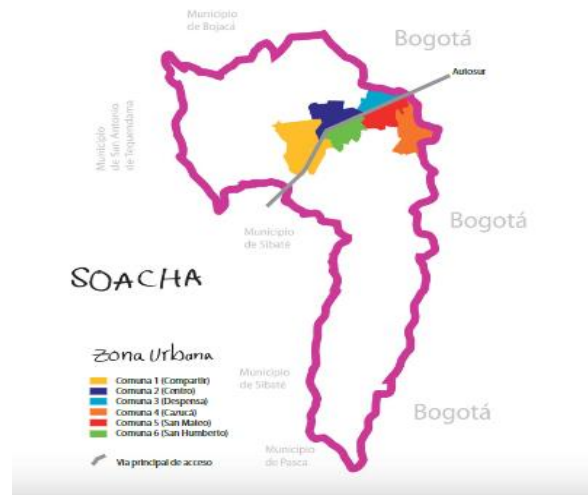 Municipio
de Bojacá
Bogotá
Autosur
Municipio
de San Antonio
de Tequendama
Bogotá
Municipio
de Sibaté
SOACHA
Zona Urbana
Municipio
de Sibaté
Comuna 1 (Compartir)
Comuna 2 (Centro)
Comuna 3 (Despensa)
Comuna 4 (Cazucá)
Comuna 5 (San Mateo)
Comuna 6 (San Humberto)
Vía principal de acceso
Bogotá
Municipio
de Pasca